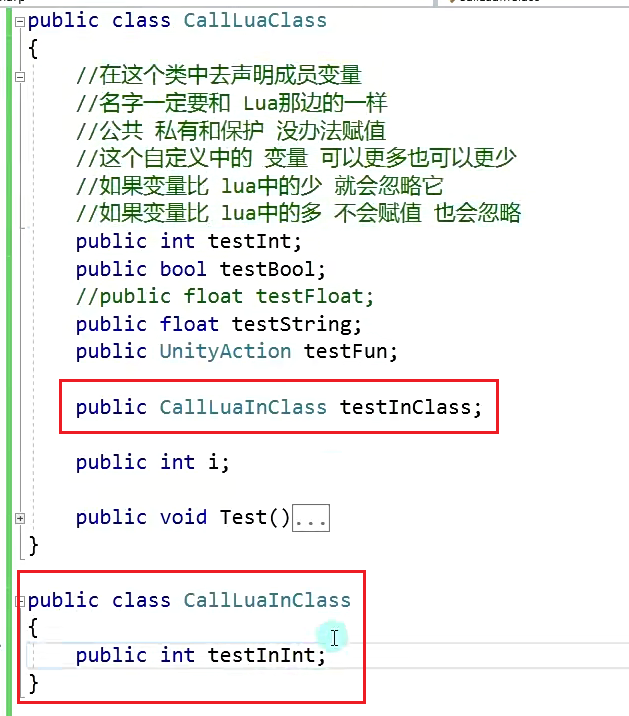 public class CallLuaClass
{
//在这个类中去声明成员变量
//名字一定要和 Lua那边的一样
//公共 私有和保护 没办法赋值
//这个自定义中的 变量 可以更多也可以更少
//如果变量比 lua中的少 就会忽略它
//如果变量比 lua中的多 不会赋值 也会忽略
public int testInt;
public bool testBool;
//public float testFloat;
public float testString;
public UnityAction testFun;
public CallLuaInClass testInClass;
public int i;
public void Test()...
}
public class CallLuaInClass
{
public int testInInt;
}